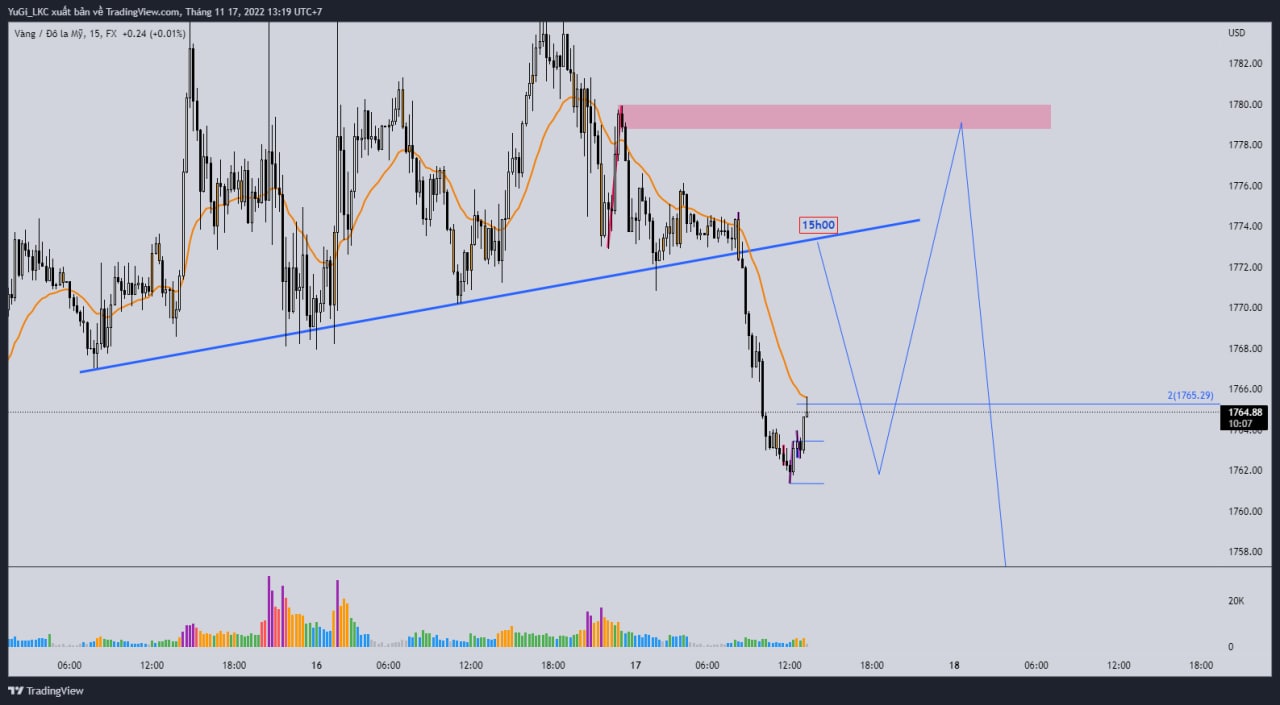 YuGi_LKC xuất bản về TradingView.com, Tháng 11 17, 2022 13:19 UTC+7
Vàng / Đô la Mỹ, 15, FX +0.24 (+0.01%)
USD
1782.00
1780.00
1778.00
1776.00
15h00
1774.00
1772.00
1770.00
1768.00
1766.00
2(1765.29)
1764.88
10:07
1764.00
1762.00
1760.00
1758.00
20K
0
06:00 12:00 18:00 16 06:00 12:00 18:00 17 06:00 12:00 18:00 18 06:00 12:00 18:00
TradingView